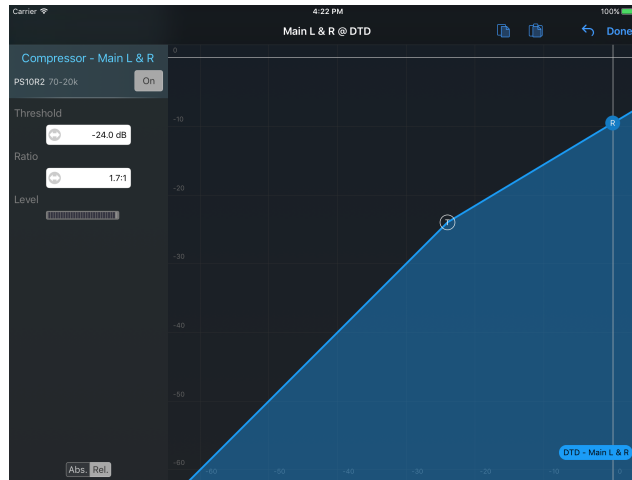 Carrier 4:22 PM 100%
Main L & R @ DTD Done
Compressor - Main L & R
PS10R2 70-20k On
Threshold
-24.0 dB
Ratio
1.7:1
Level
Abs. Rel.
0
-10
-20
-30
-40
-50
-60
R
T
DTD - Main L & R
-60 -50 -40 -30 -20 -10 0